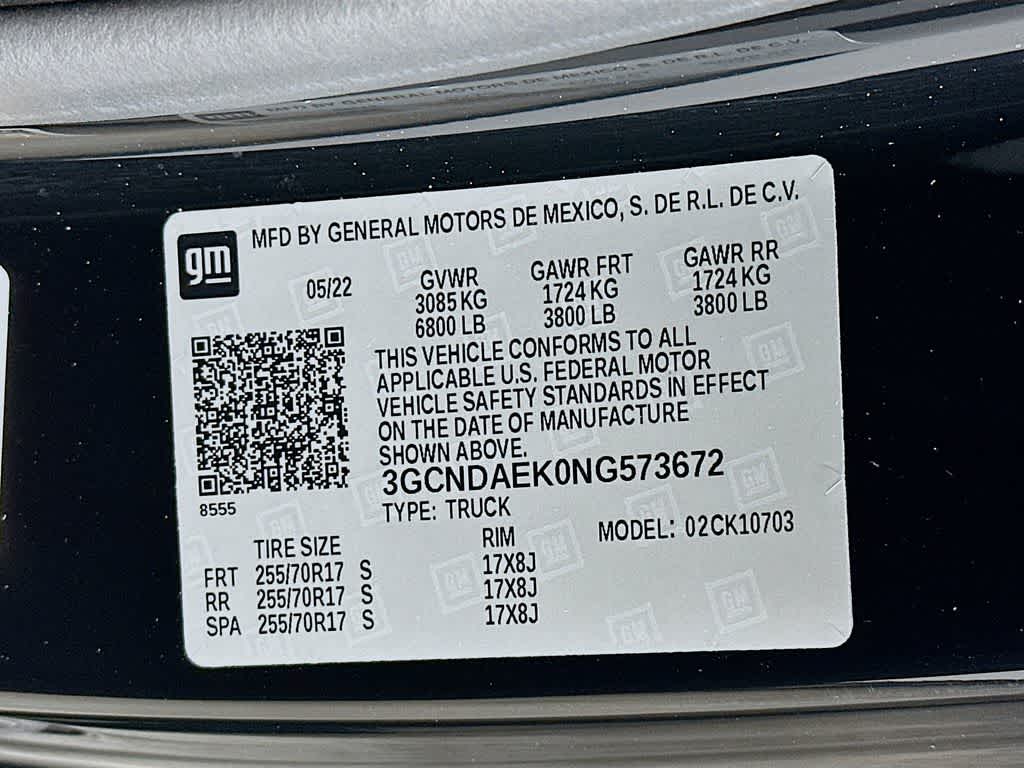 MFD BY GENERAL MOTORS DE MEXICO, S. DE R.L. DE C.V.
gm
05/22
GVWR GAWR FRT GAWR RR
3085 KG 1724 KG 1724 KG
6800 LB 3800 LB 3800 LB
THIS VEHICLE CONFORMS TO ALL
APPLICABLE U.S. FEDERAL MOTOR
VEHICLE SAFETY STANDARDS IN EFFECT
ON THE DATE OF MANUFACTURE
SHOWN ABOVE.
3GCNDAEK0NG573672
8555
TYPE: TRUCK
MODEL: 02CK10703
TIRE SIZE RIM
FRT 255/70R17 S 17X8J
RR 255/70R17 S 17X8J
SPA 255/70R17 S 17X8J